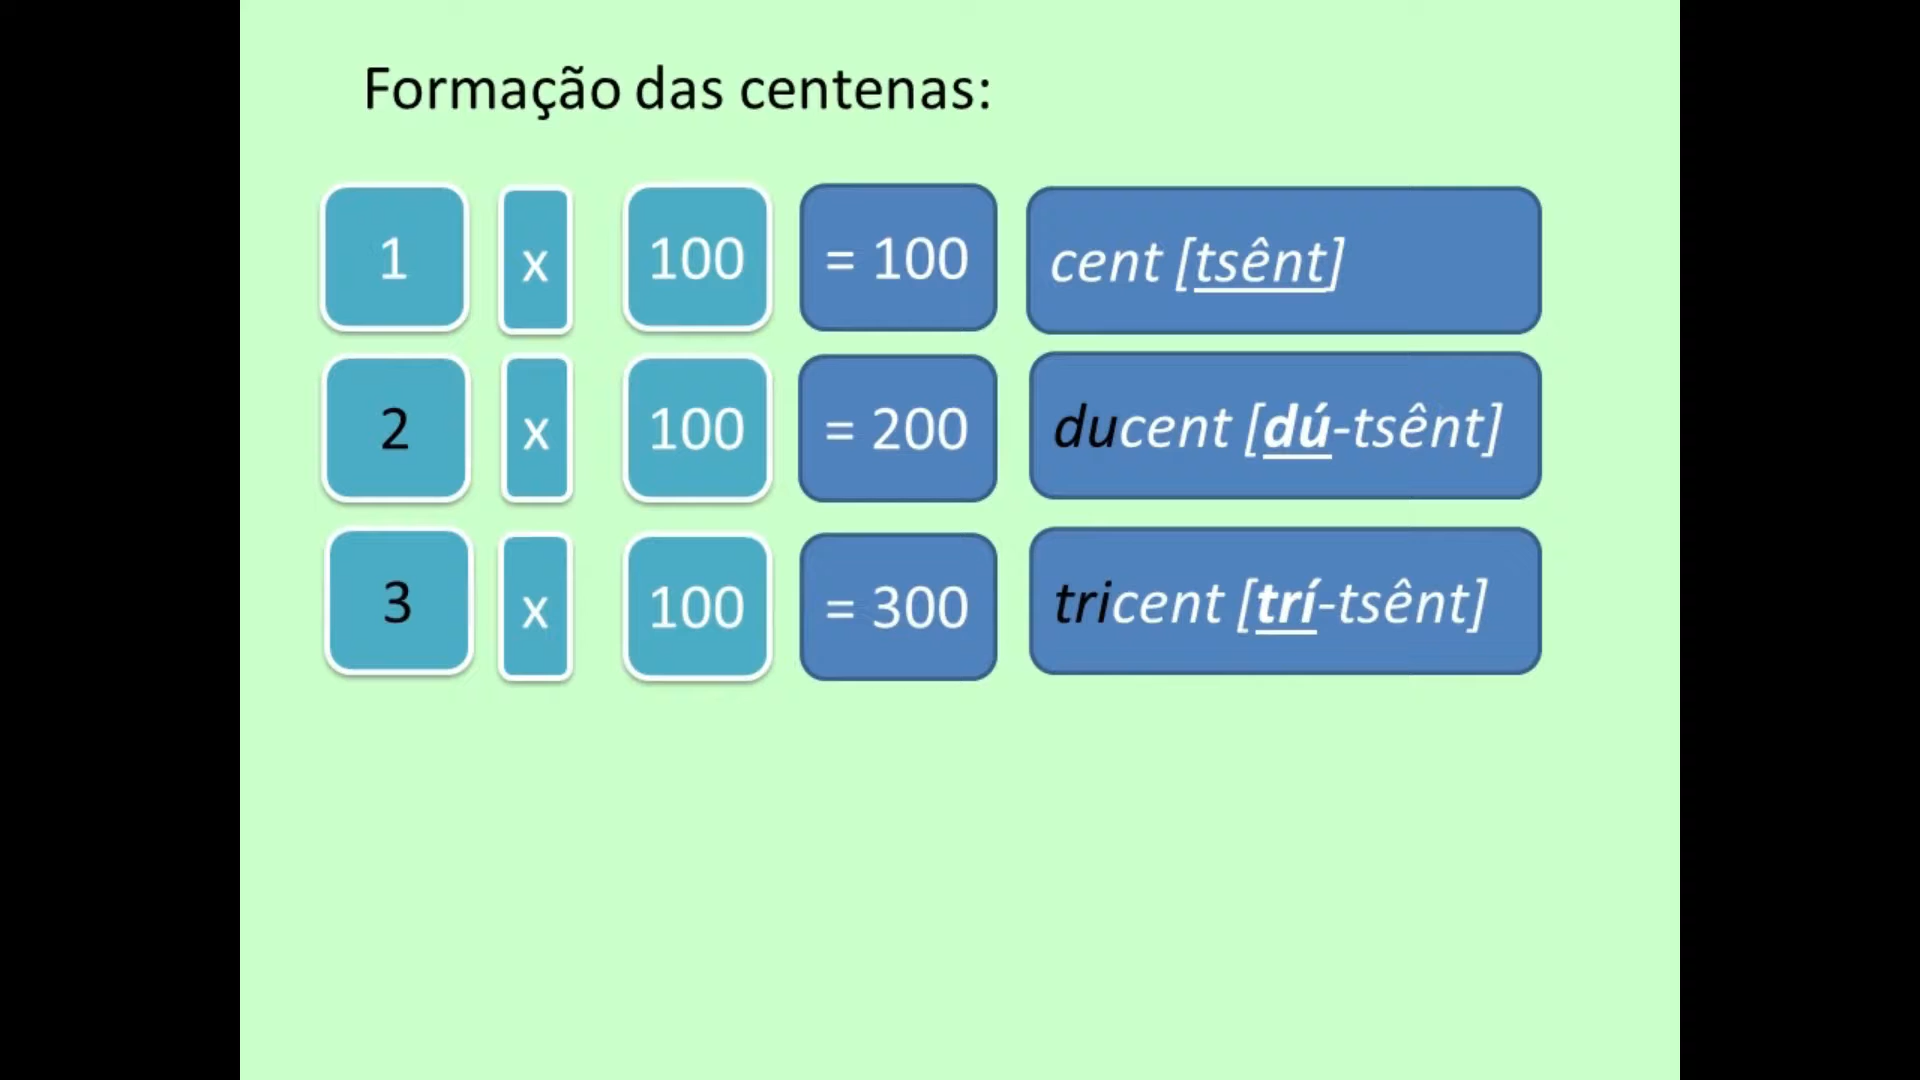 Formação das centenas:
1 x 100 = 100 cent [tsênt]
2 x 100 = 200 ducent [dú-tsênt]
3 x 100 = 300 tricent [trí-tsênt]